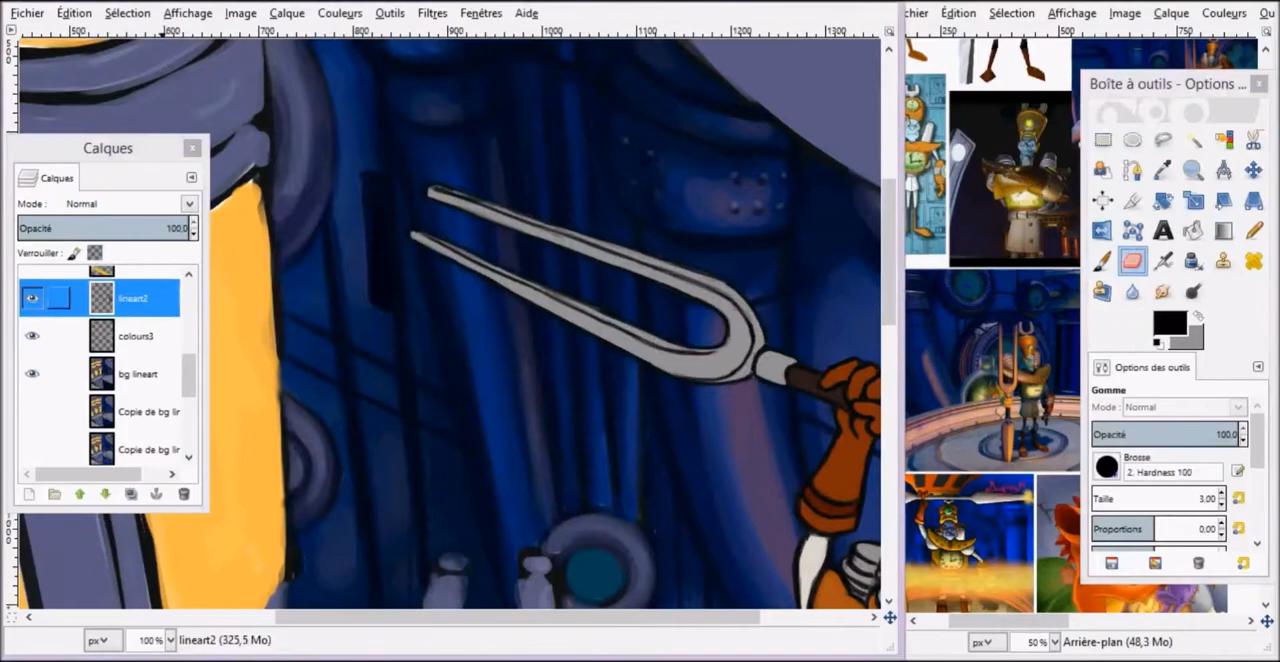 Fichier Édition Sélection Affichage Image Calque Couleurs Outils Filtres Fenêtres Aide
500 600 700 800 900 1000 1100 1200 1300
Calques
Calques
Mode : Normal
Opacité 100,0
Verrouiller :
lineart2
colours3
bg lineart
Copie de bg lir
Copie de bg lir
px 100 % lineart2 (325,5 Mo)
chier Édition Sélection Affichage Image Calque Couleurs Ou
250 500 750
Boîte à outils - Options ...
Options des outils
Gomme
Mode : Normal
Opacité 100,0
Brosse
2. Hardness 100
Taille 3,00
Proportions 0,00
px 50 % Arrière-plan (48,3 Mo)